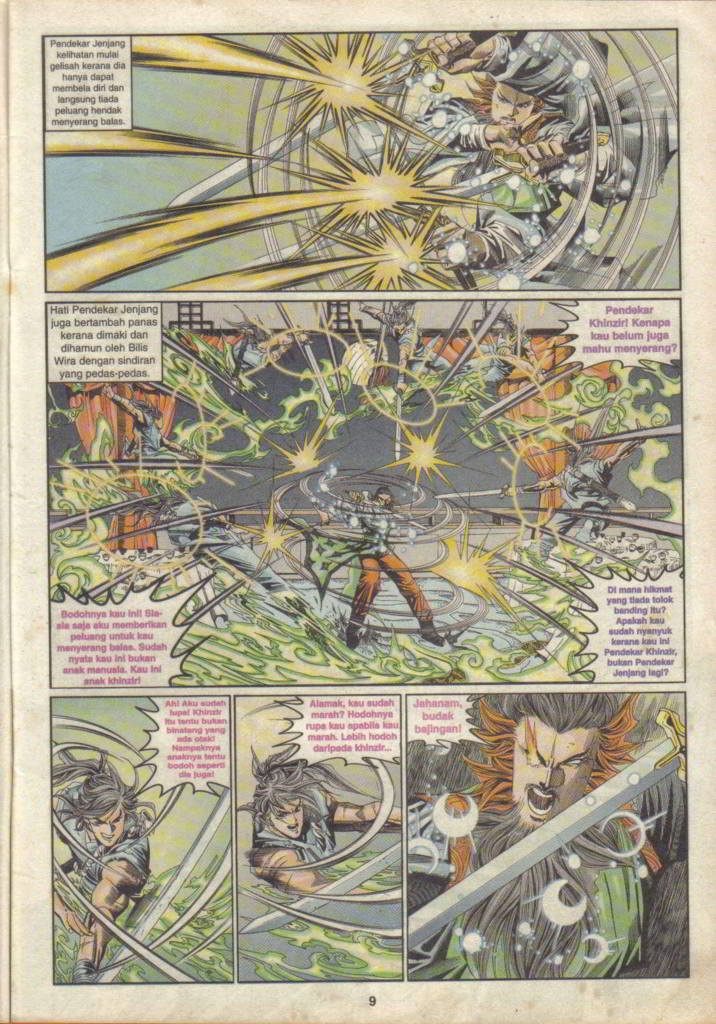 Pendekar Jenjang
kelihatan mulai
gelisah kerana dia
hanya dapat
membela diri dan
langsung tiada
peluang hendak
menyerang balas.
Hati Pendekar Jenjang
juga bertambah panas
kerana dimaki dan
dihamun oleh Bilis
Wira dengan sindiran
yang pedas-pedas.
Pendekar
Khinzir! Kenapa
kau belum juga
mahu menyerang?
Bodohnya kau ini! Sia-
sia saja aku memberikan
peluang untuk kau
menyerang balas. Sudah
nyata kau ini bukan
anak manusia. Kau ini
anak khinzir!
Di mana hikmat
yang tiada tolok
banding itu?
Apakah kau
sudah nyanyuk
kerana kau ini
Pendekar Khinzir,
bukan Pendekar
Jenjang lagi?
Ah! Aku sudah
lupa! Khinzir
itu tentu bukan
binatang yang
ada otak!
Nampaknya
anaknya tentu
bodoh seperti
dia juga!
Alamak, kau sudah
marah? Hodohnya
rupa kau apabila kau
marah. Lebih hodoh
daripada khinzir...
Jahanam,
budak
bajingan!
9